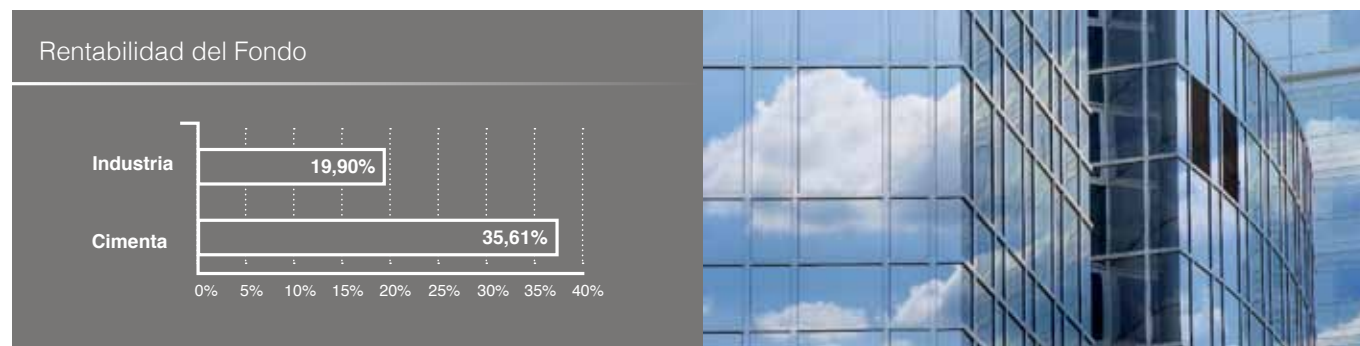 Rentabilidad del Fondo
Industria
19,90%
Cimenta
35,61%
0% 5% 10% 15% 20% 25% 30% 35% 40%